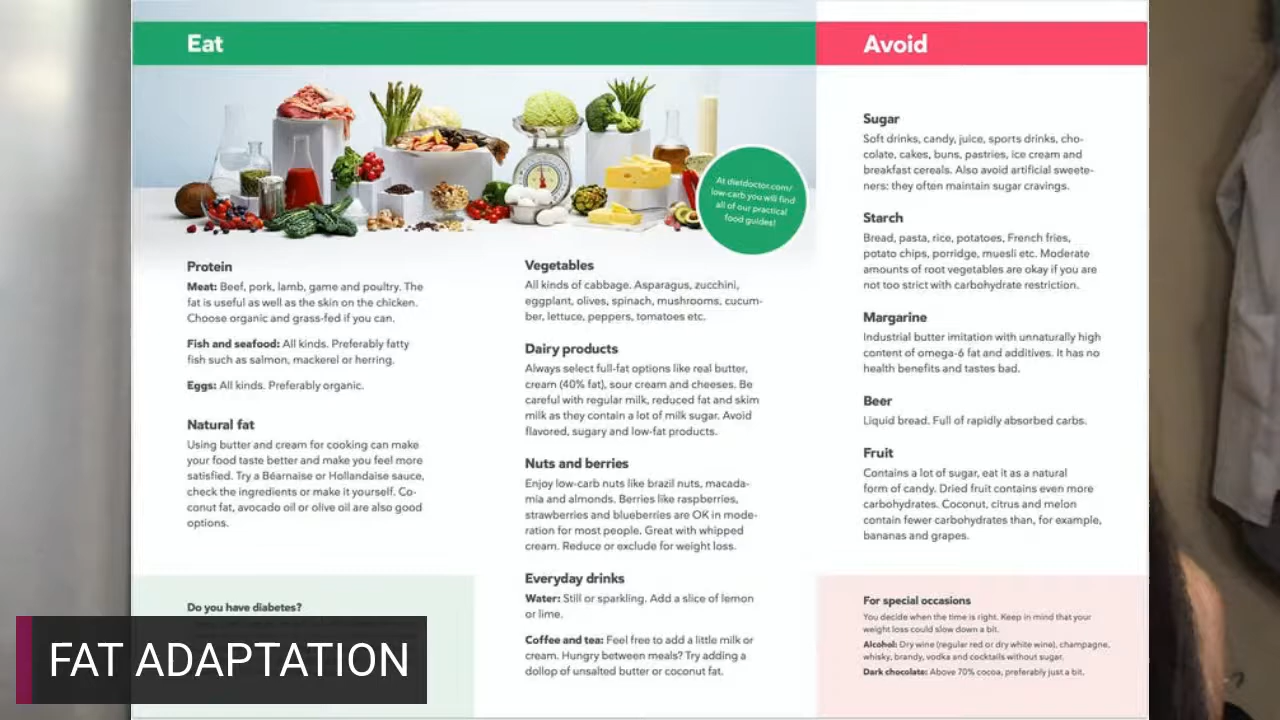 Eat
Avoid
At dietdoctor.com/
low-carb you will find
all of our practical
food guides!
Protein
Meat: Beef, pork, lamb, game and poultry. The
fat is useful as well as the skin on the chicken.
Choose organic and grass-fed if you can.
Fish and seafood: All kinds. Preferably fatty
fish such as salmon, mackerel or herring.
Eggs: All kinds. Preferably organic.
Natural fat
Using butter and cream for cooking can make
your food taste better and make you feel more
satisfied. Try a Béarnaise or Hollandaise sauce,
check the ingredients or make it yourself. Co-
conut fat, avocado oil or olive oil are also good
options.
Do you have diabetes?
Vegetables
All kinds of cabbage. Asparagus, zucchini,
eggplant, olives, spinach, mushrooms, cucum-
ber, lettuce, peppers, tomatoes etc.
Dairy products
Always select full-fat options like real butter,
cream (40% fat), sour cream and cheeses. Be
careful with regular milk, reduced fat and skim
milk as they contain a lot of milk sugar. Avoid
flavored, sugary and low-fat products.
Nuts and berries
Enjoy low-carb nuts like brazil nuts, macada-
mia and almonds. Berries like raspberries,
strawberries and blueberries are OK in mode-
ration for most people. Great with whipped
cream. Reduce or exclude for weight loss.
Everyday drinks
Water: Still or sparkling. Add a slice of lemon
or lime.
Coffee and tea: Feel free to add a little milk or
cream. Hungry between meals? Try adding a
dollop of unsalted butter or coconut fat.
Sugar
Soft drinks, candy, juice, sports drinks, cho-
colate, cakes, buns, pastries, ice cream and
breakfast cereals. Also avoid artificial sweete-
ners: they often maintain sugar cravings.
Starch
Bread, pasta, rice, potatoes, French fries,
potato chips, porridge, muesli etc. Moderate
amounts of root vegetables are okay if you are
not too strict with carbohydrate restriction.
Margarine
Industrial butter imitation with unnaturally high
content of omega-6 fat and additives. It has no
health benefits and tastes bad.
Beer
Liquid bread. Full of rapidly absorbed carbs.
Fruit
Contains a lot of sugar, eat it as a natural
form of candy. Dried fruit contains even more
carbohydrates. Coconut, citrus and melon
contain fewer carbohydrates than, for example,
bananas and grapes.
For special occasions
You decide when the time is right. Keep in mind that your
weight loss could slow down a bit.
Alcohol: Dry wine (regular red or dry white wine), champagne,
whisky, brandy, vodka and cocktails without sugar.
Dark chocolate: Above 70% cocoa, preferably just a bit.
FAT ADAPTATION